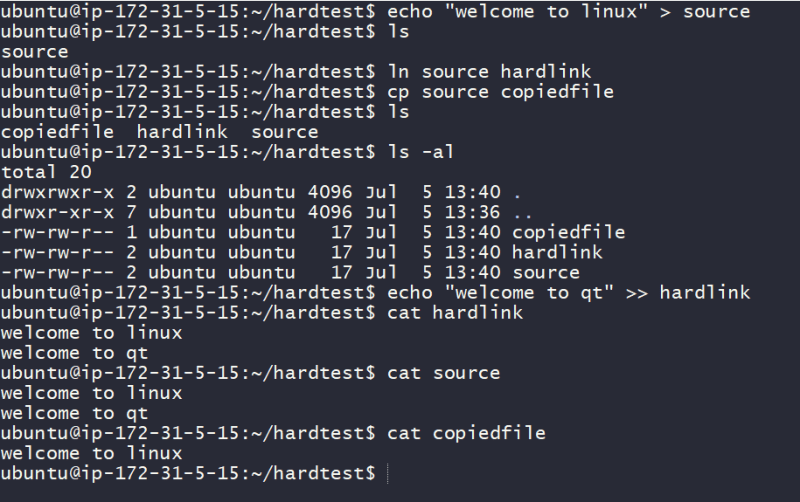 ubuntu@ip-172-31-5-15:~/hardtest$ echo "welcome to linux" > source
ubuntu@ip-172-31-5-15:~/hardtest$ ls
source
ubuntu@ip-172-31-5-15:~/hardtest$ ln source hardlink
ubuntu@ip-172-31-5-15:~/hardtest$ cp source copiedfile
ubuntu@ip-172-31-5-15:~/hardtest$ ls
copiedfile  hardlink  source
ubuntu@ip-172-31-5-15:~/hardtest$ ls -al
total 20
drwxrwxr-x 2 ubuntu ubuntu 4096 Jul  5 13:40 .
drwxr-xr-x 7 ubuntu ubuntu 4096 Jul  5 13:36 ..
-rw-rw-r-- 1 ubuntu ubuntu   17 Jul  5 13:40 copiedfile
-rw-rw-r-- 2 ubuntu ubuntu   17 Jul  5 13:40 hardlink
-rw-rw-r-- 2 ubuntu ubuntu   17 Jul  5 13:40 source
ubuntu@ip-172-31-5-15:~/hardtest$ echo "welcome to qt" >> hardlink
ubuntu@ip-172-31-5-15:~/hardtest$ cat hardlink
welcome to linux
welcome to qt
ubuntu@ip-172-31-5-15:~/hardtest$ cat source
welcome to linux
welcome to qt
ubuntu@ip-172-31-5-15:~/hardtest$ cat copiedfile
welcome to linux
ubuntu@ip-172-31-5-15:~/hardtest$